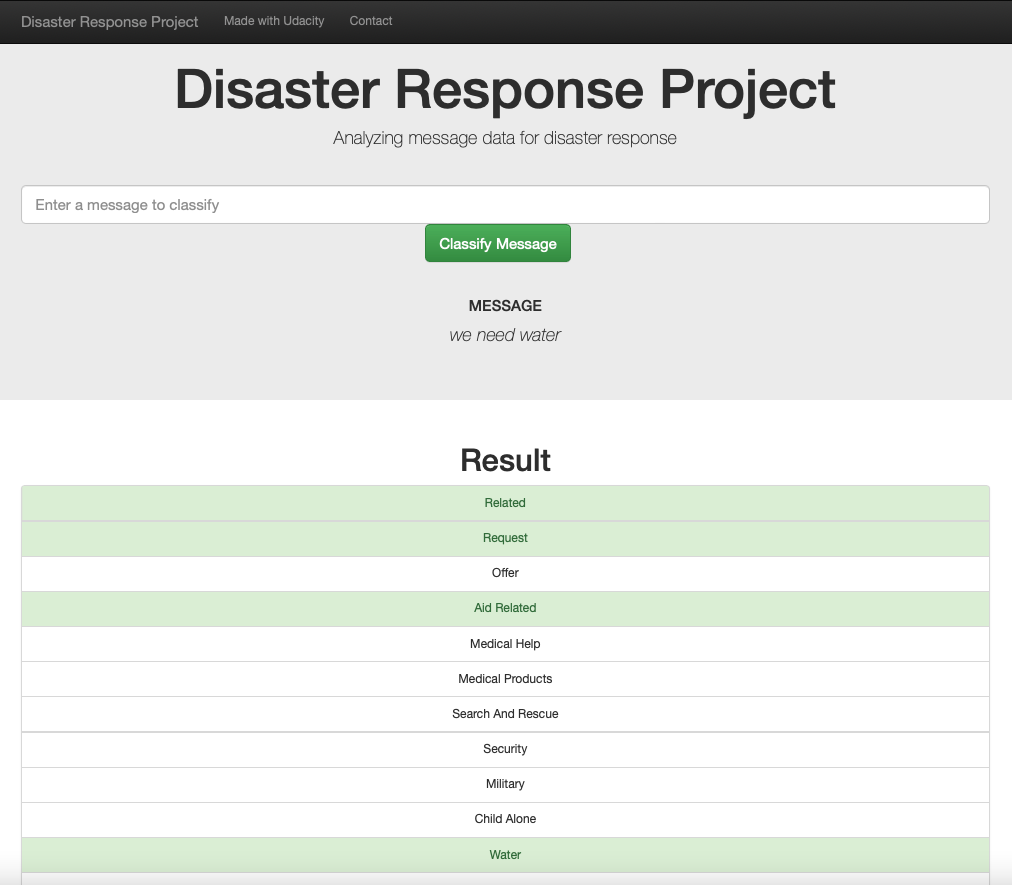 Disaster Response Project Made with Udacity Contact
Disaster Response Project
Analyzing message data for disaster response
Enter a message to classify
Classify Message
MESSAGE
we need water
Result
Related
Request
Offer
Aid Related
Medical Help
Medical Products
Search And Rescue
Security
Military
Child Alone
Water